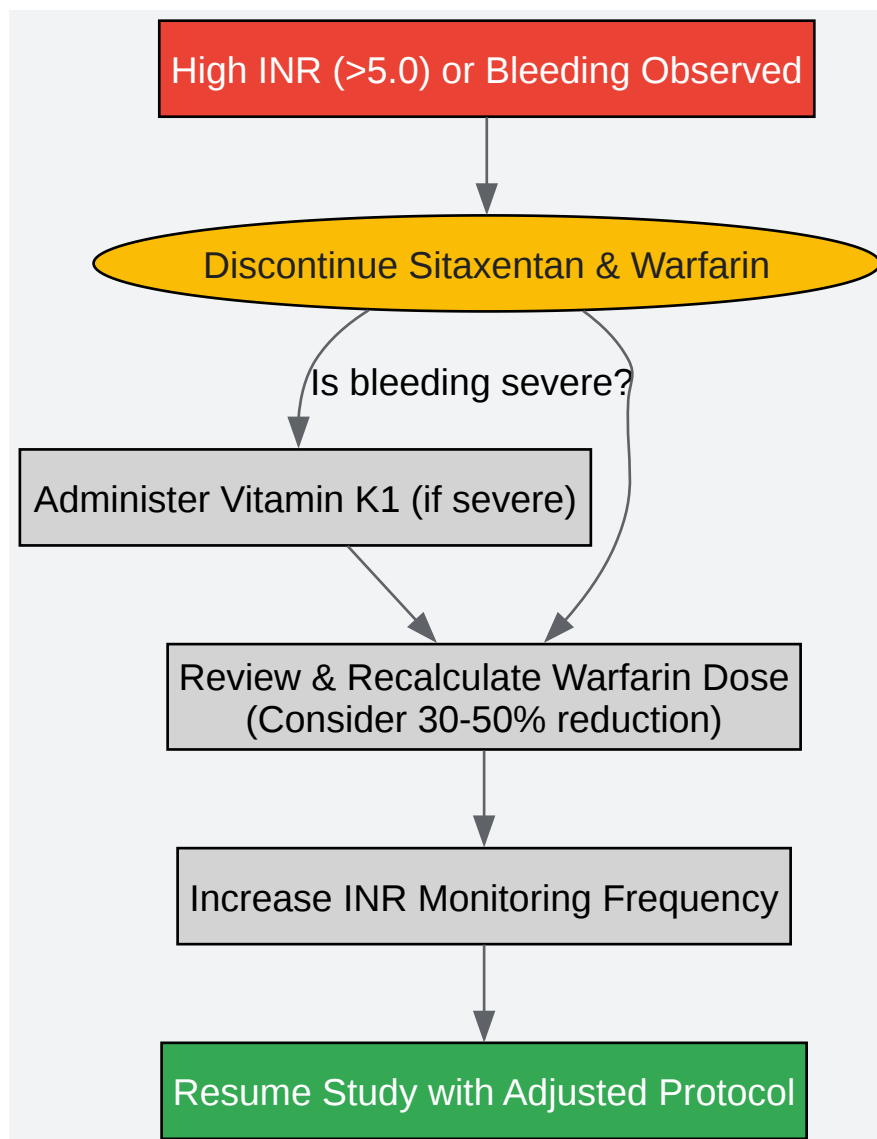 High INR (>5.0) or Bleeding Observed
Discontinue Sitaxentan & Warfarin
Is bleeding severe?
Administer Vitamin K1 (if severe)
Review & Recalculate Warfarin Dose
(Consider 30-50% reduction)
Increase INR Monitoring Frequency
Resume Study with Adjusted Protocol